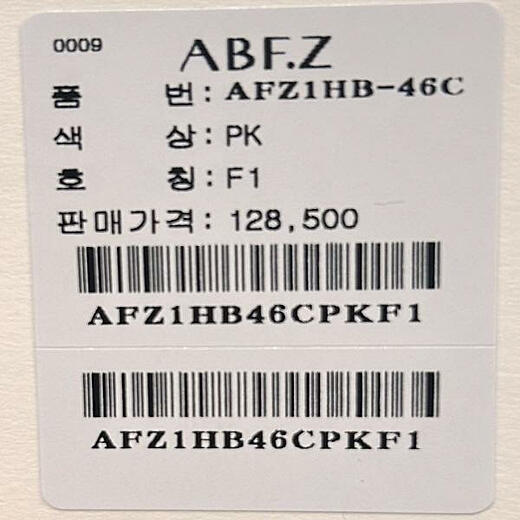 0009
ABF.Z
품 번 : AFZ1HB-46C
색 상 : PK
호 칭 : F1
판매가격 : 128,500
AFZ1HB46CPKF1
AFZ1HB46CPKF1